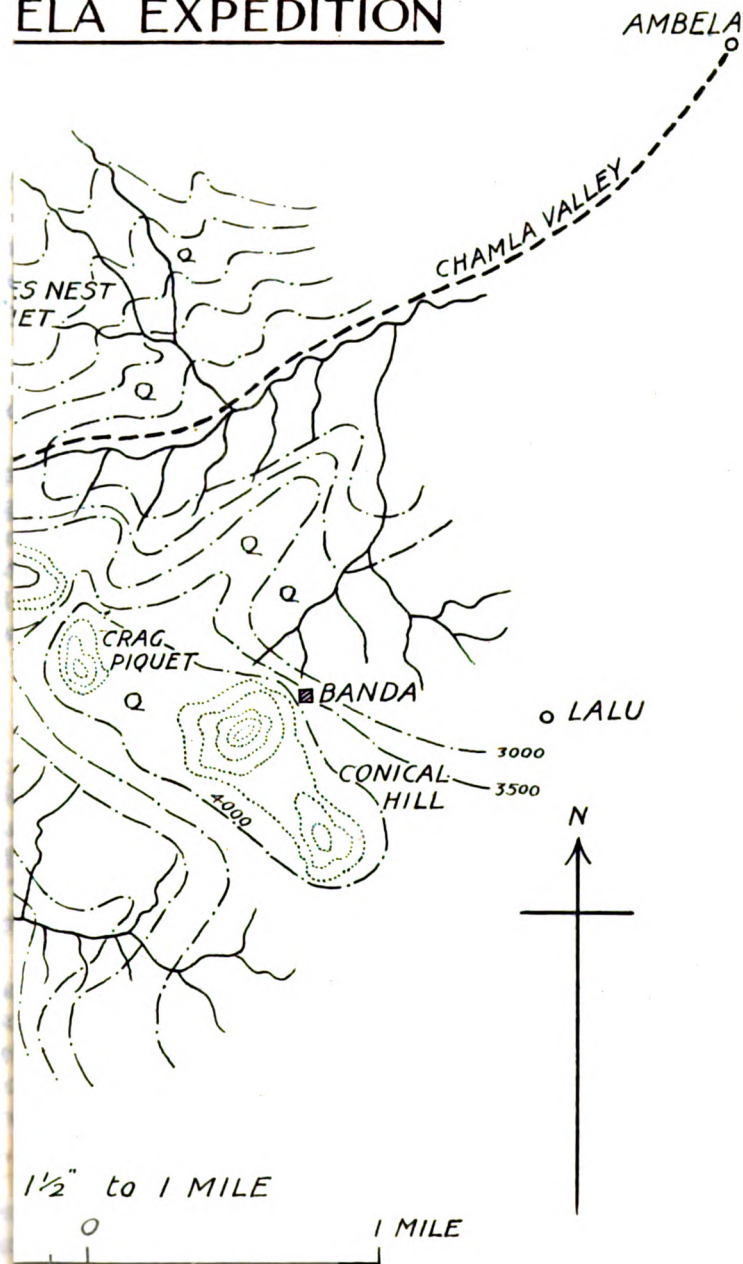 ELA EXPEDITION
AMBELA
CHAMLA VALLEY
ES NEST
ET
CRAG
PIQUET
BANDA
LALU
3000
CONICAL
3500
HILL
4000
N
1½" to 1 MILE
0
1 MILE